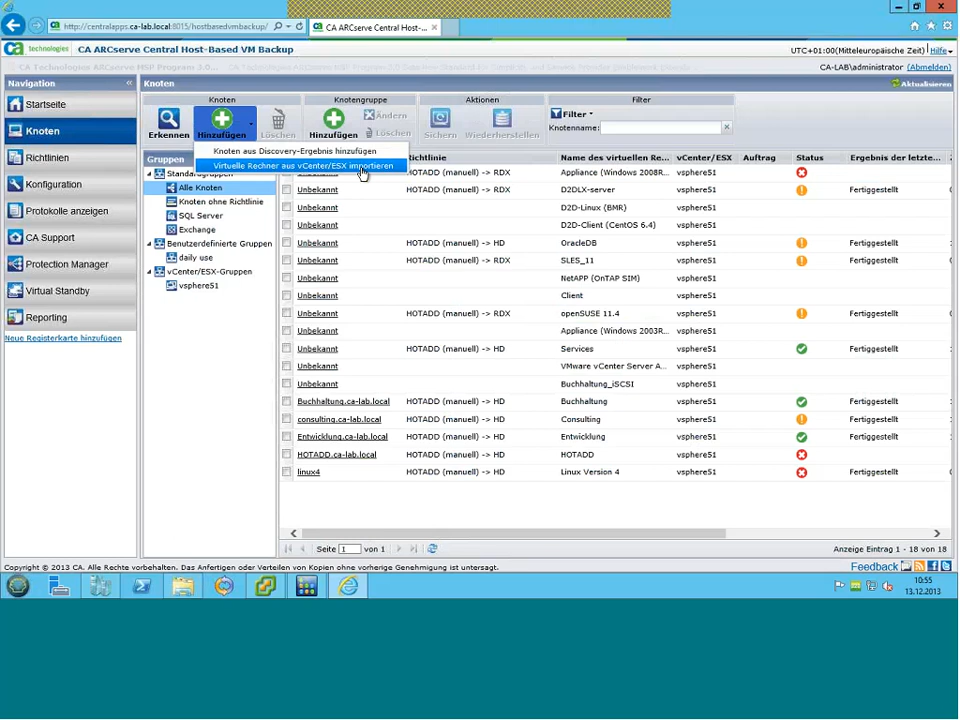 http://centralapps.ca-lab.local:8015/hostbasedvmbackup/
CA ARCserve Central Host-Bas...
ca technologies CA ARCserve Central Host-Based VM Backup
UTC+01:00(Mitteleuropäische Zeit) Hilfe
CA-LAB\administrator (Abmelden)
Navigation «
Startseite
Knoten
Richtlinien
Konfiguration
Protokolle anzeigen
CA Support
Protection Manager
Virtual Standby
Reporting
Neue Registerkarte hinzufügen
Knoten
Aktualisieren
Knoten Knotengruppe Aktionen Filter
Erkennen Hinzufügen Löschen
Hinzufügen Ändern Löschen
Sichern Wiederherstellen
Filter
Knotenname:
Knoten aus Discovery-Ergebnis hinzufügen
Virtuelle Rechner aus vCenter/ESX importieren
Gruppen
Standardgruppen
Alle Knoten
Knoten ohne Richtlinie
SQL Server
Exchange
Benutzerdefinierte Gruppen
daily use
vCenter/ESX-Gruppen
vsphere51
Richtlinie Name des virtuellen Re... vCenter/ESX Auftrag Status Ergebnis der letzte...
HOTADD (manuell) -> RDX Appliance (Windows 2008R... vsphere51
Unbekannt HOTADD (manuell) -> RDX D2DLX-server vsphere51 Fertiggestellt
Unbekannt D2D-Linux (BMR) vsphere51
Unbekannt D2D-Client (CentOS 6.4) vsphere51
Unbekannt HOTADD (manuell) -> HD OracleDB vsphere51 Fertiggestellt
Unbekannt HOTADD (manuell) -> RDX SLES_11 vsphere51 Fertiggestellt
Unbekannt NetAPP (OnTAP SIM) vsphere51
Unbekannt Client vsphere51
Unbekannt HOTADD (manuell) -> RDX openSUSE 11.4 vsphere51 Fertiggestellt
Unbekannt Appliance (Windows 2003R... vsphere51
Unbekannt HOTADD (manuell) -> HD Services vsphere51 Fertiggestellt
Unbekannt VMware vCenter Server A... vsphere51
Unbekannt Buchhaltung_iSCSI vsphere51
Buchhaltung.ca-lab.local HOTADD (manuell) -> HD Buchhaltung vsphere51 Fertiggestellt
consulting.ca-lab.local HOTADD (manuell) -> HD Consulting vsphere51 Fertiggestellt
Entwicklung.ca-lab.local HOTADD (manuell) -> HD Entwicklung vsphere51 Fertiggestellt
HOTADD.ca-lab.local HOTADD (manuell) -> HD HOTADD vsphere51
linux4 HOTADD (manuell) -> HD Linux Version 4 vsphere51 Fertiggestellt
Seite 1 von 1
Anzeige Eintrag 1 - 18 von 18
Copyright © 2013 CA. Alle Rechte vorbehalten. Das Anfertigen oder Verteilen von Kopien ohne vorherige Genehmigung ist untersagt.
Feedback
10:55
13.12.2013